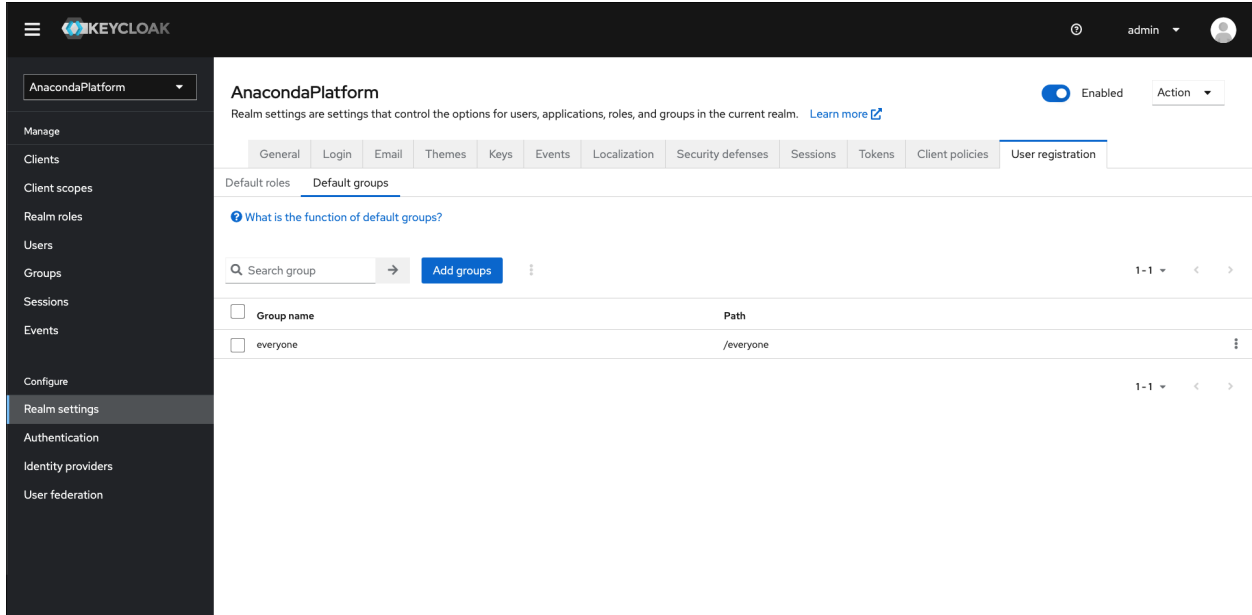 KEYCLOAK
admin
AnacondaPlatform
Manage
Clients
Client scopes
Realm roles
Users
Groups
Sessions
Events
Configure
Realm settings
Authentication
Identity providers
User federation
AnacondaPlatform
Enabled
Action
Realm settings are settings that control the options for users, applications, roles, and groups in the current realm. Learn more
General Login Email Themes Keys Events Localization Security defenses Sessions Tokens Client policies User registration
Default roles Default groups
What is the function of default groups?
Search group Add groups 1 - 1
Group name Path
everyone /everyone
1 - 1